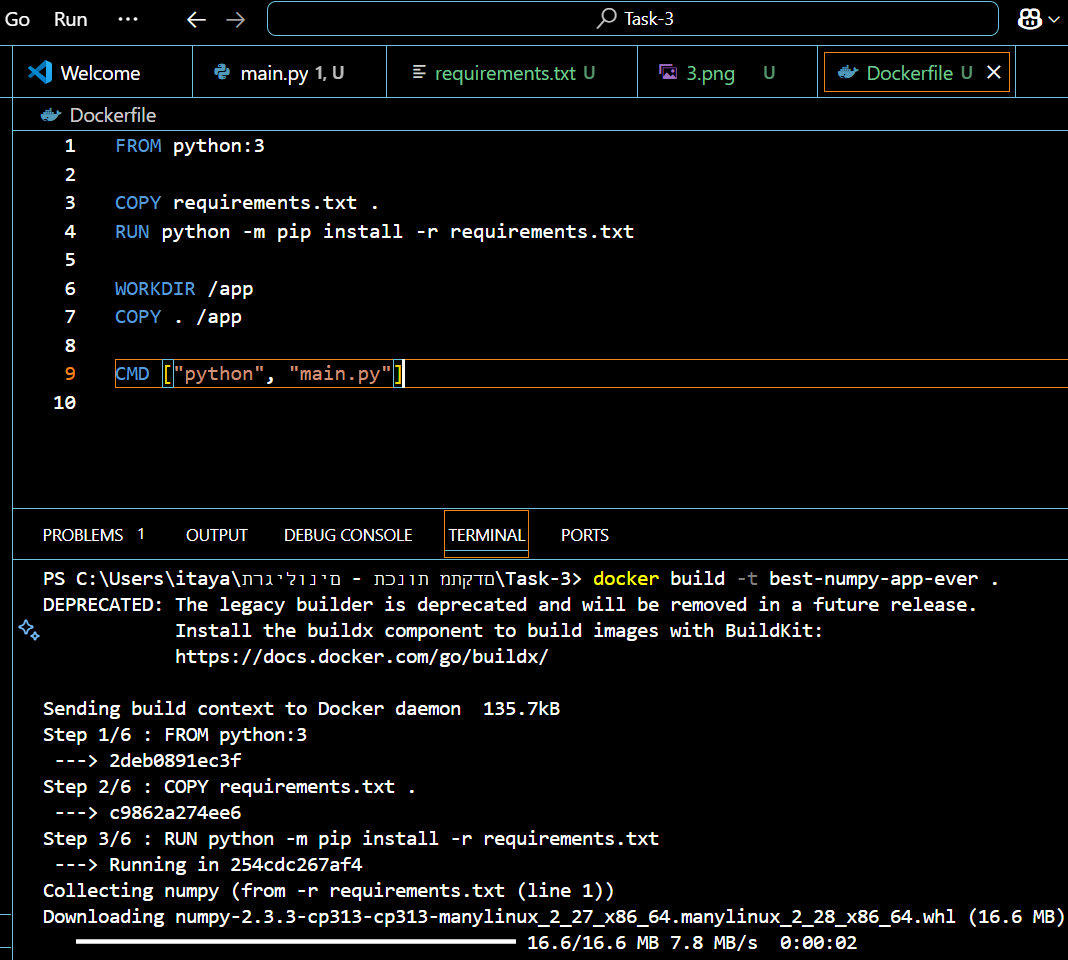 Go Run ··· Task-3
Welcome main.py 1, U requirements.txt U 3.png U Dockerfile U
Dockerfile
1 FROM python:3
2
3 COPY requirements.txt .
4 RUN python -m pip install -r requirements.txt
5
6 WORKDIR /app
7 COPY . /app
8
9 CMD ["python", "main.py"]
10
PROBLEMS 1 OUTPUT DEBUG CONSOLE TERMINAL PORTS
PS C:\Users\itaya\תרגילונים - תכנות מתקדם\Task-3> docker build -t best-numpy-app-ever .
DEPRECATED: The legacy builder is deprecated and will be removed in a future release.
Install the buildx component to build images with BuildKit:
https://docs.docker.com/go/buildx/
Sending build context to Docker daemon 135.7kB
Step 1/6 : FROM python:3
---> 2deb0891ec3f
Step 2/6 : COPY requirements.txt .
---> c9862a274ee6
Step 3/6 : RUN python -m pip install -r requirements.txt
---> Running in 254cdc267af4
Collecting numpy (from -r requirements.txt (line 1))
Downloading numpy-2.3.3-cp313-cp313-manylinux_2_27_x86_64.manylinux_2_28_x86_64.whl (16.6 MB)
16.6/16.6 MB 7.8 MB/s 0:00:02